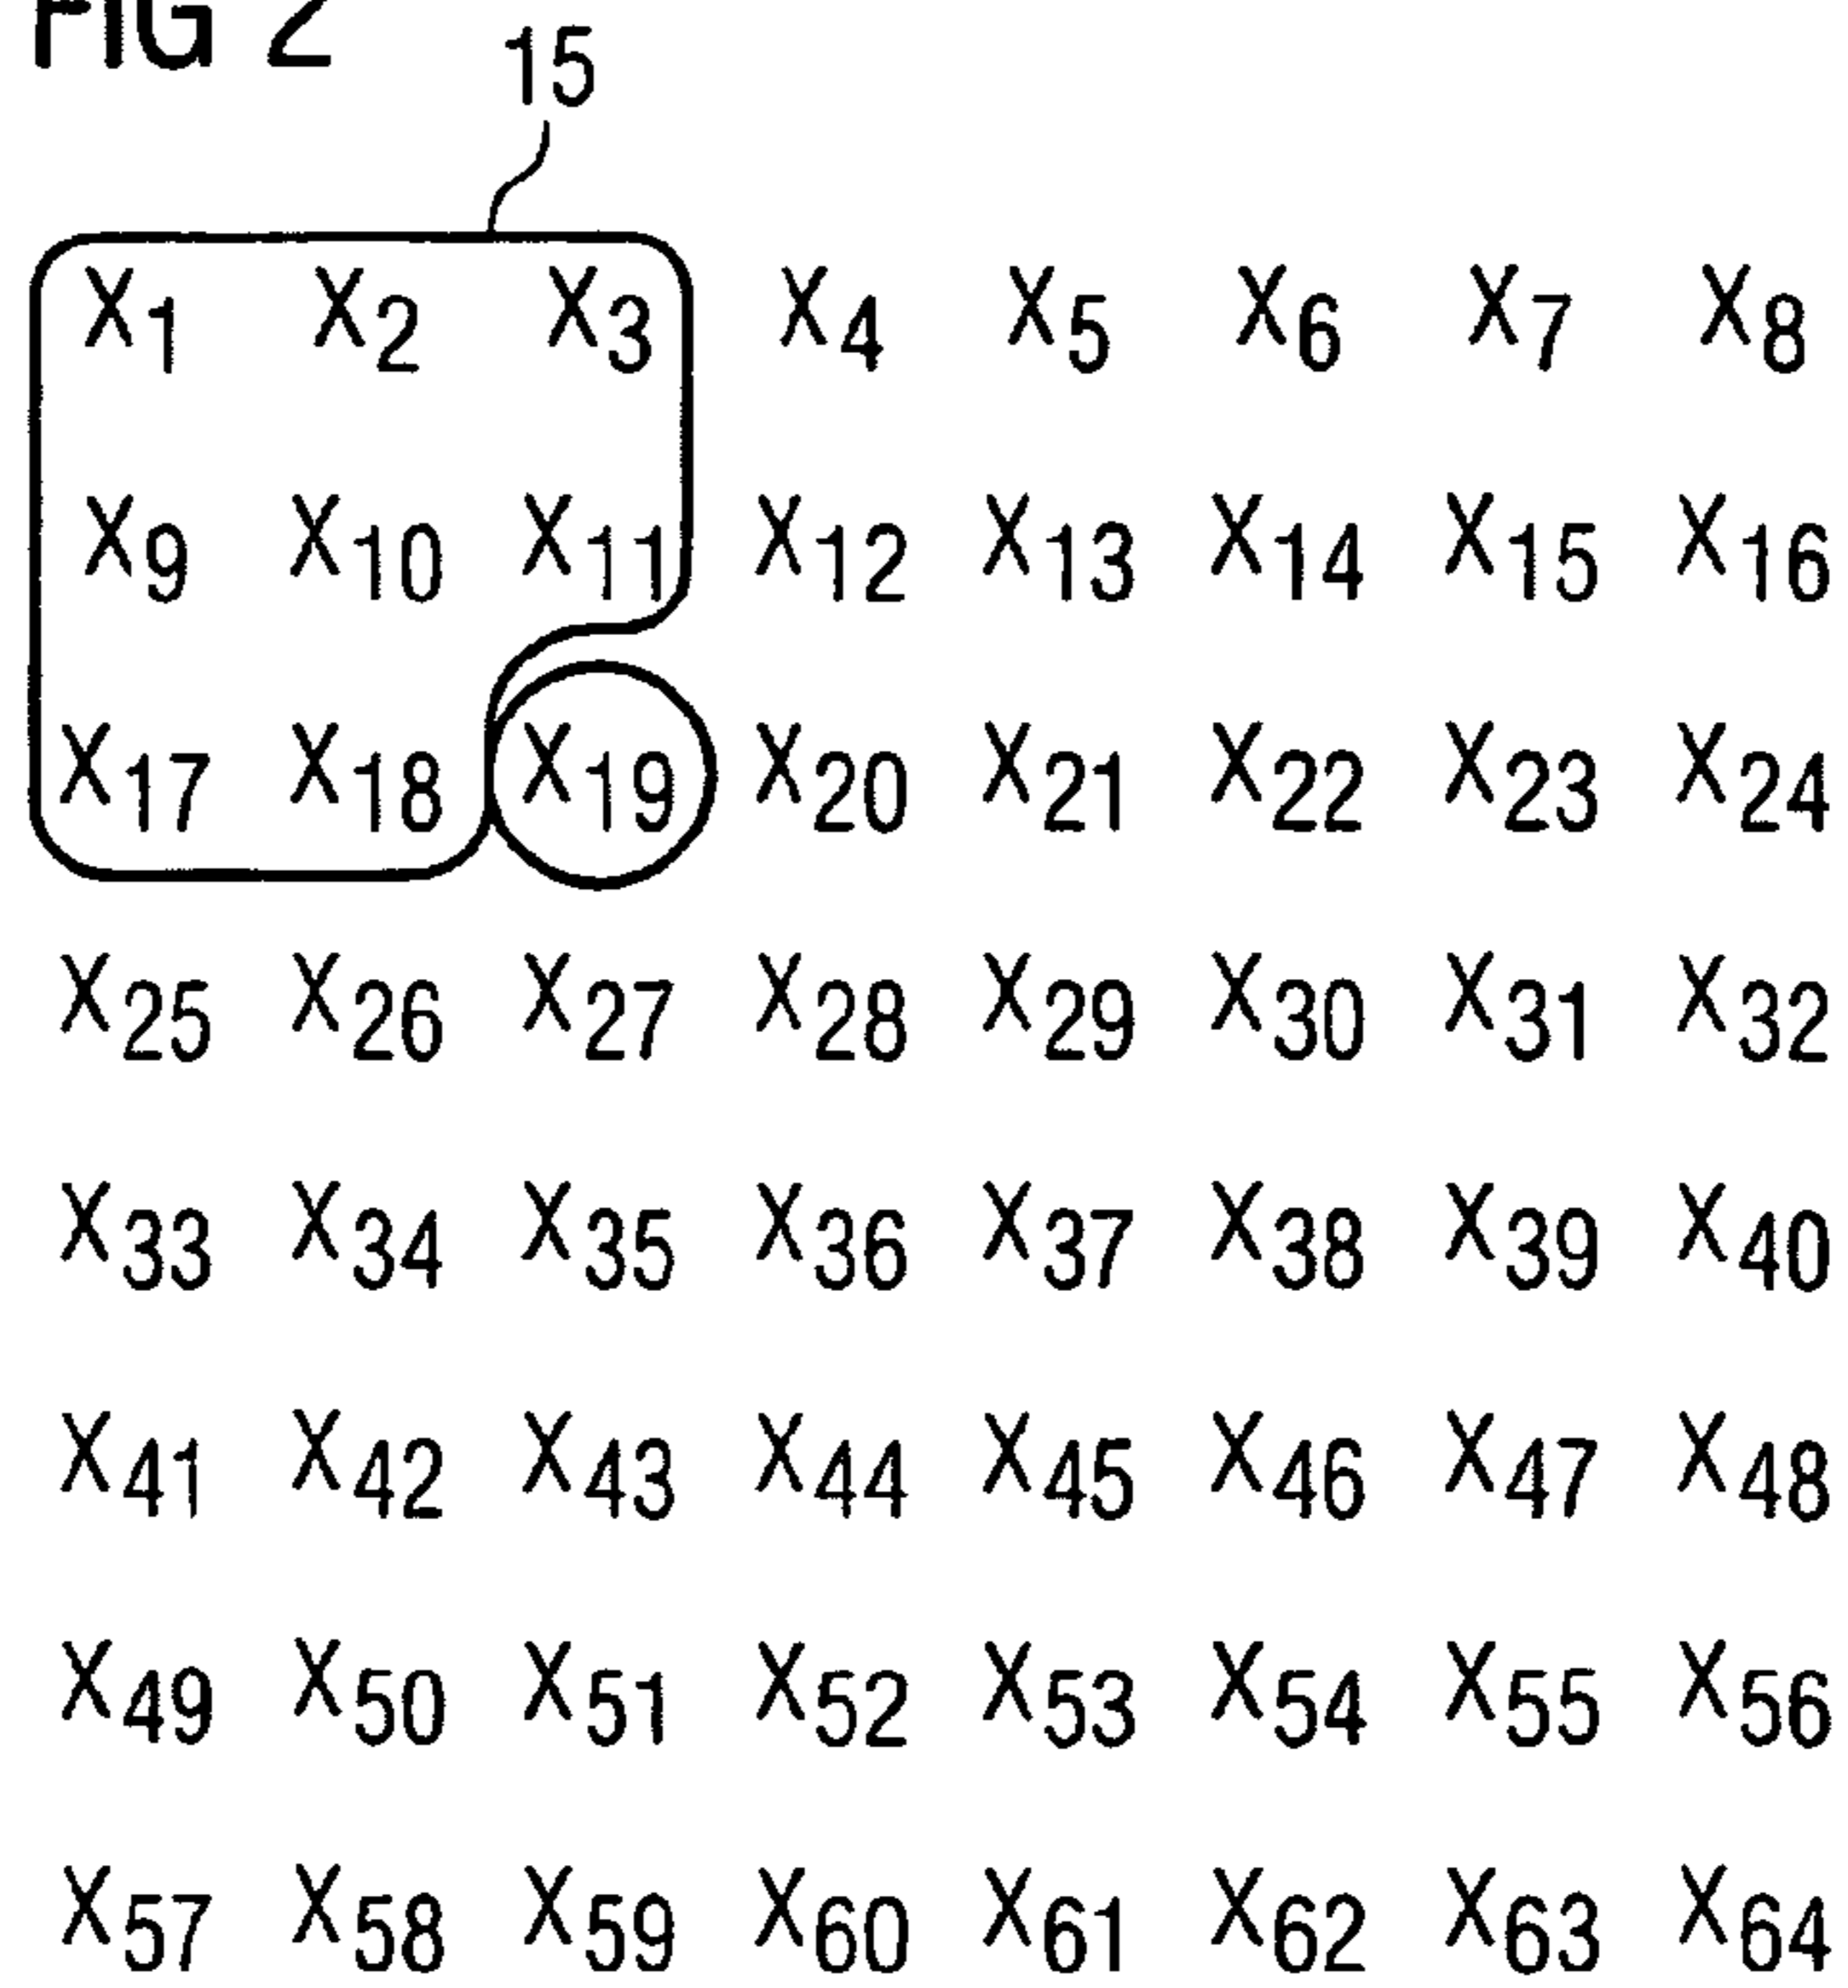 FIG 2
15
X1 X2 X3 X4 X5 X6 X7 X8
X9 X10 X11 X12 X13 X14 X15 X16
X17 X18 X19 X20 X21 X22 X23 X24
X25 X26 X27 X28 X29 X30 X31 X32
X33 X34 X35 X36 X37 X38 X39 X40
X41 X42 X43 X44 X45 X46 X47 X48
X49 X50 X51 X52 X53 X54 X55 X56
X57 X58 X59 X60 X61 X62 X63 X64